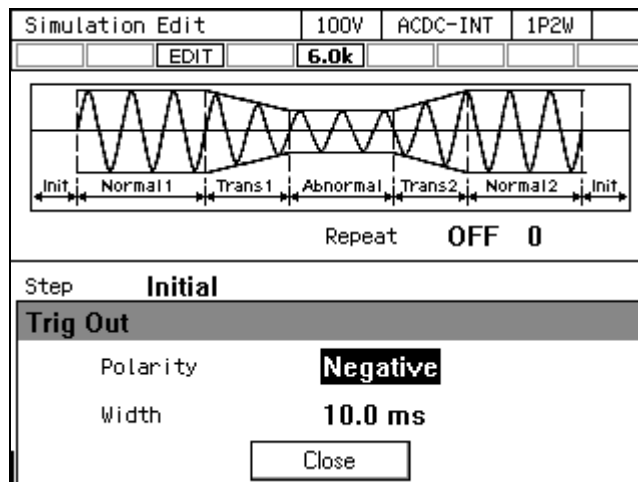 Simulation Edit 100V ACDC-INT 1P2W
EDIT 6.0k
Init Normal1 Trans1 Abnormal Trans2 Normal2 Init
Repeat OFF 0
Step Initial
Trig Out
Polarity Negative
Width 10.0 ms
Close